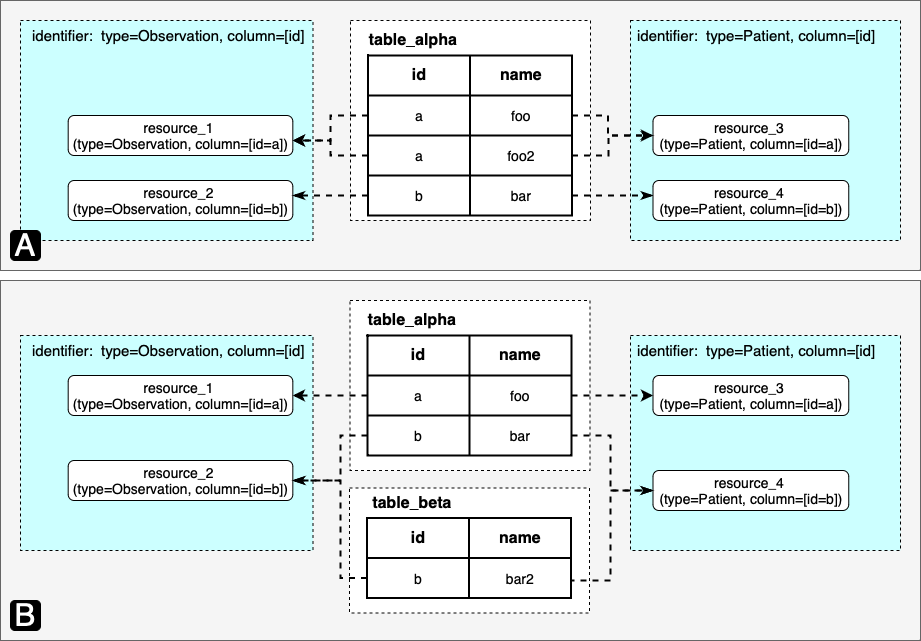 identifier:  type=Observation, column=[id]
table_alpha
id name
a foo
a foo2
b bar
resource_1
(type=Observation, column=[id=a])
resource_2
(type=Observation, column=[id=b])
identifier:  type=Patient, column=[id]
resource_3
(type=Patient, column=[id=a])
resource_4
(type=Patient, column=[id=b])
A
identifier:  type=Observation, column=[id]
resource_1
(type=Observation, column=[id=a])
resource_2
(type=Observation, column=[id=b])
table_alpha
id name
a foo
b bar
table_beta
id name
b bar2
identifier:  type=Patient, column=[id]
resource_3
(type=Patient, column=[id=a])
resource_4
(type=Patient, column=[id=b])
B